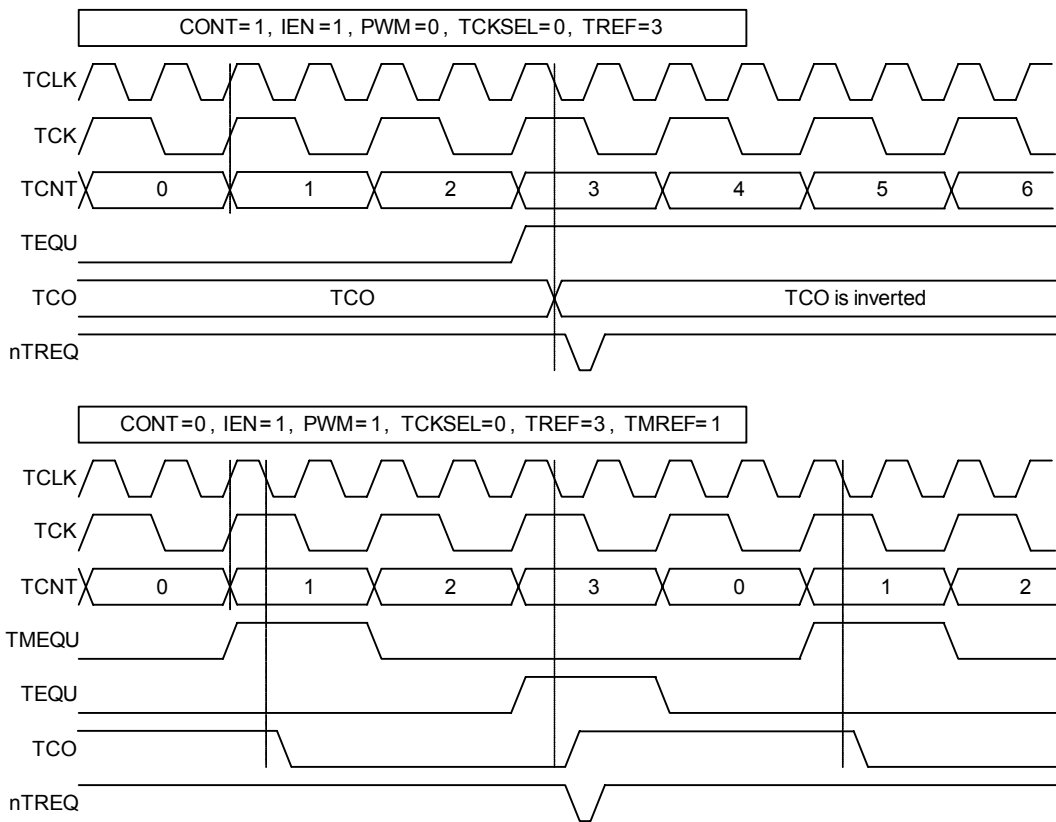 CONT=1, IEN=1, PWM=0, TCKSEL=0, TREF=3
TCLK
TCK
TCNT 0 1 2 3 4 5 6
TEQU
TCO TCO TCO is inverted
nTREQ
CONT=0, IEN=1, PWM=1, TCKSEL=0, TREF=3, TMREF=1
TCLK
TCK
TCNT 0 1 2 3 0 1 2
TMEQU
TEQU
TCO
nTREQ